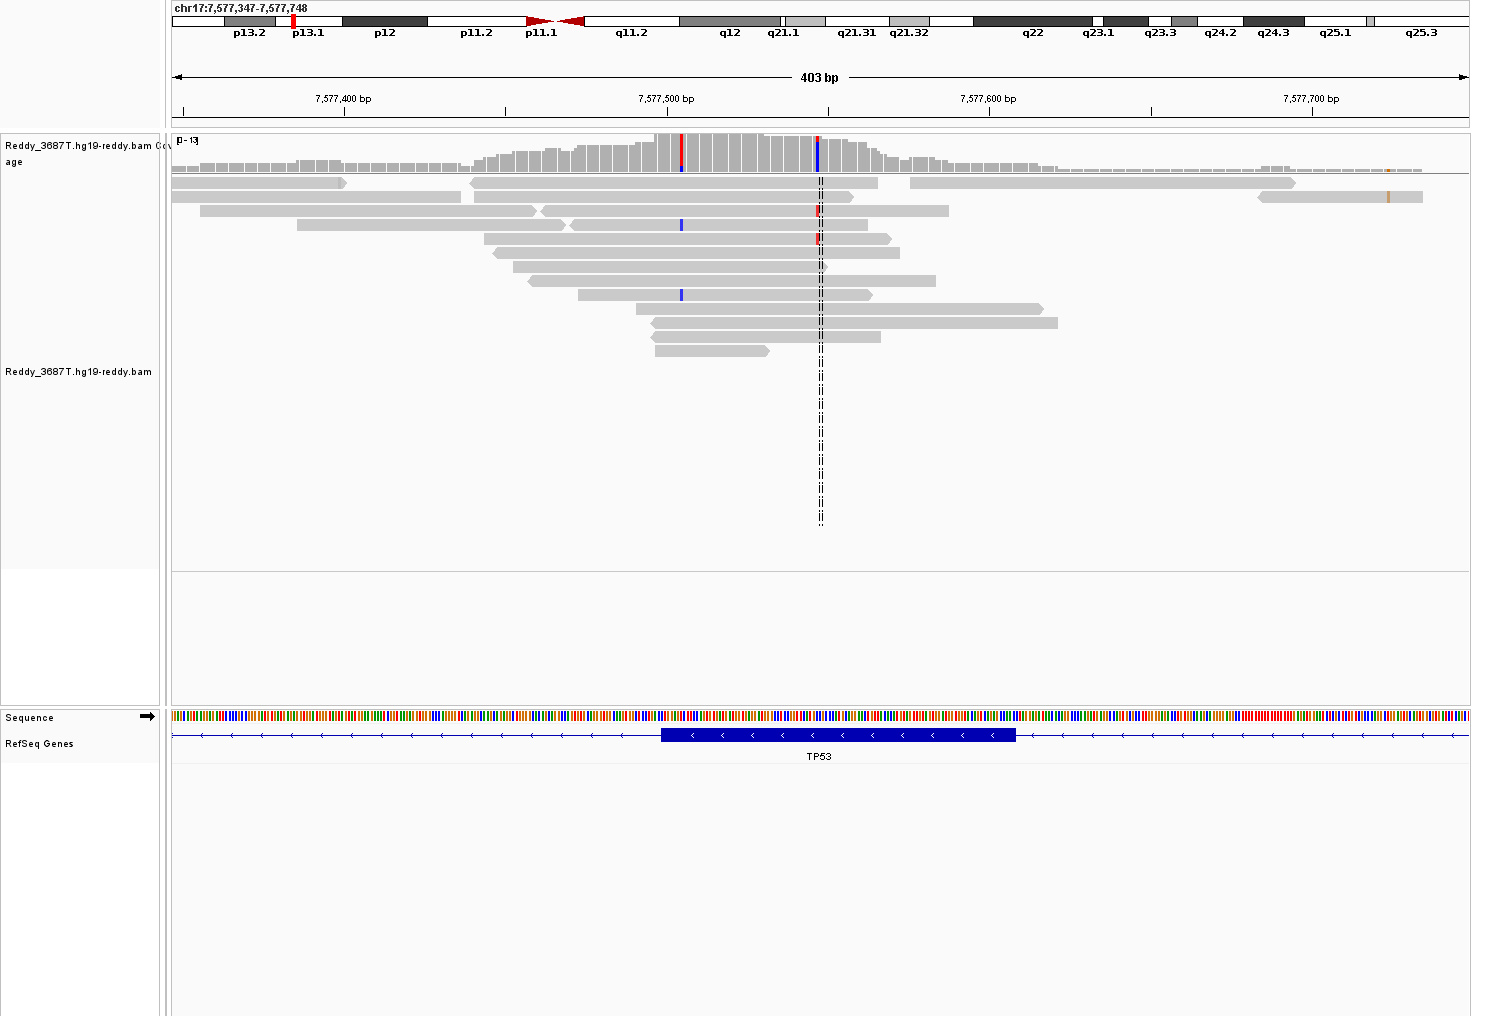 chr17:7,577,347-7,577,748
p13.2 p13.1 p12 p11.2 p11.1 q11.2 q12 q21.1 q21.31 q21.32 q22 q23.1 q23.3 q24.2 q24.3 q25.1 q25.3
403 bp
7,577,400 bp 7,577,500 bp 7,577,600 bp 7,577,700 bp
[0 - 13]
Reddy_3687T.hg19-reddy.bam Cov
age
Reddy_3687T.hg19-reddy.bam
Sequence
RefSeq Genes
TP53